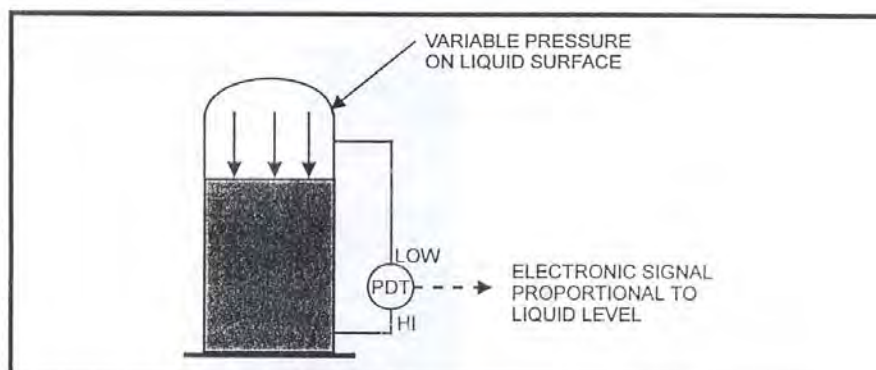 VARIABLE PRESSURE
ON LIQUID SURFACE
LOW
PDT
HI
ELECTRONIC SIGNAL
PROPORTIONAL TO
LIQUID LEVEL